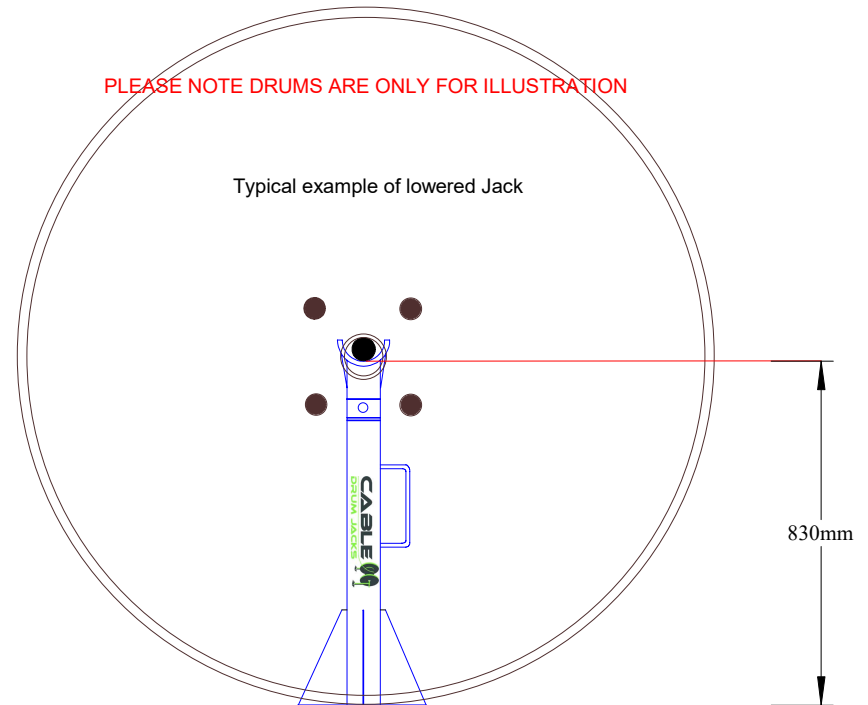 PLEASE NOTE DRUMS ARE ONLY FOR ILLUSTRATION
Typical example of lowered Jack
CABLE
DRUM JACKS
830mm